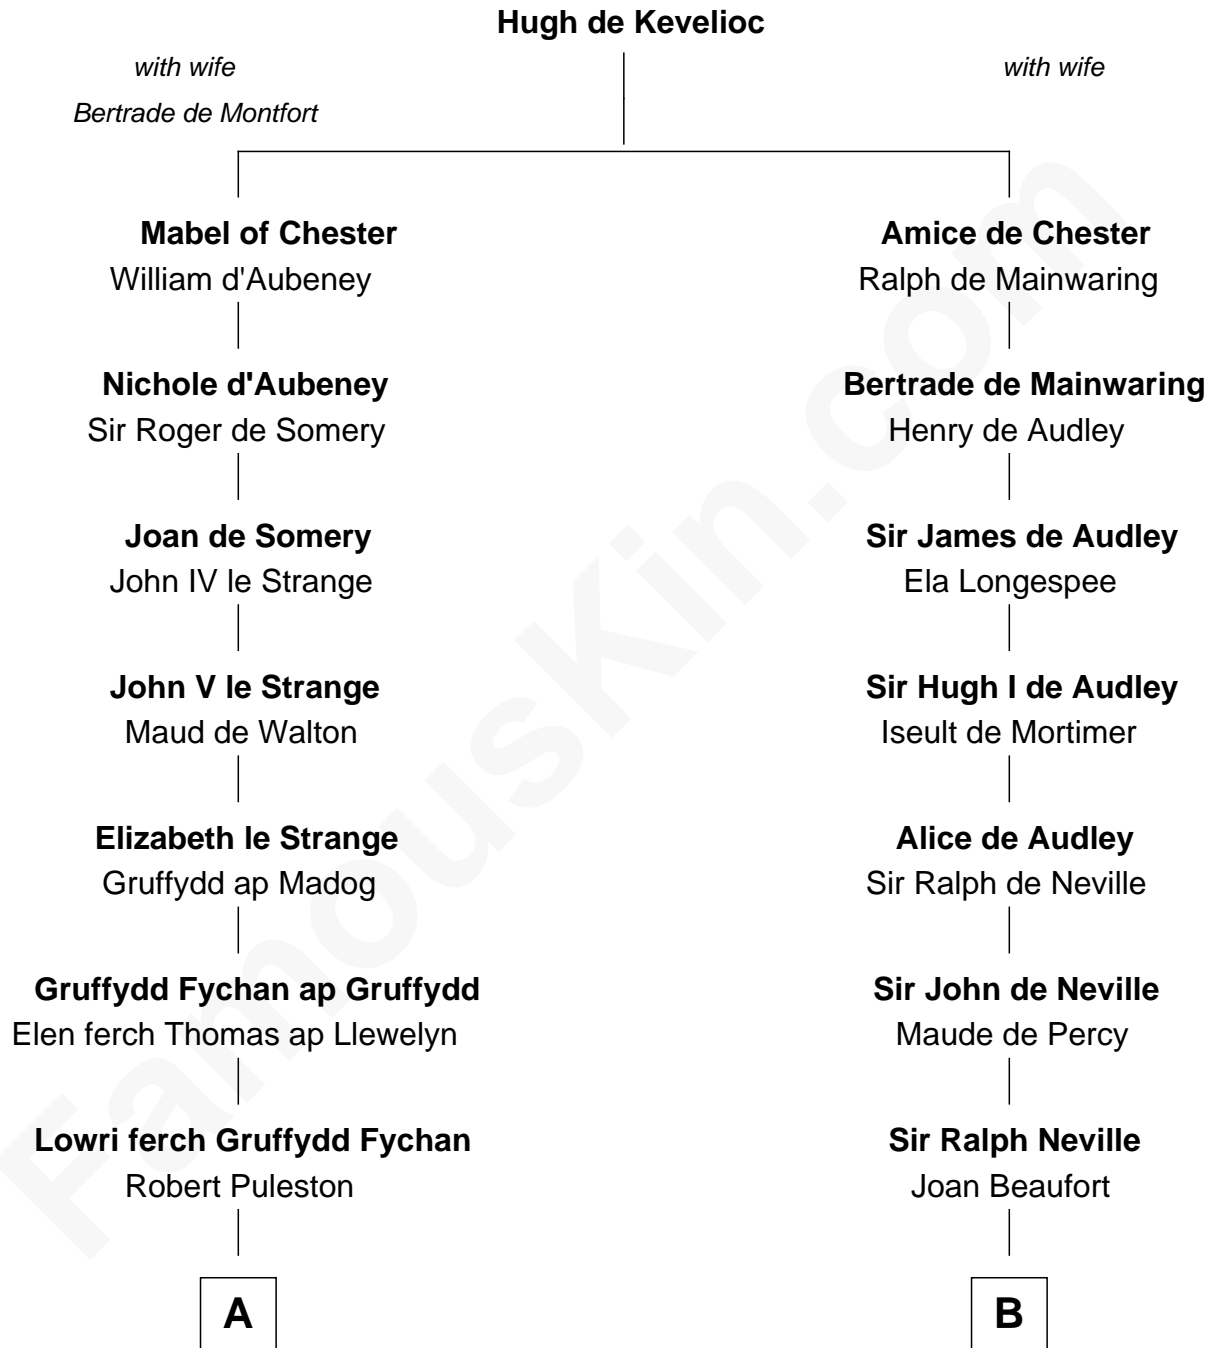 Hugh de Kevelioc
with wife
Bertrade de Montfort
with wife
Mabel of Chester
William d'Aubeney
Nichole d'Aubeney
Sir Roger de Somery
Joan de Somery
John IV le Strange
John V le Strange
Maud de Walton
Elizabeth le Strange
Gruffydd ap Madog
Gruffydd Fychan ap Gruffydd
Elen ferch Thomas ap Llewelyn
Lowri ferch Gruffydd Fychan
Robert Puleston
A
Amice de Chester
Ralph de Mainwaring
Bertrade de Mainwaring
Henry de Audley
Sir James de Audley
Ela Longespee
Sir Hugh I de Audley
Iseult de Mortimer
Alice de Audley
Sir Ralph de Neville
Sir John de Neville
Maude de Percy
Sir Ralph Neville
Joan Beaufort
B
FamousKin.com